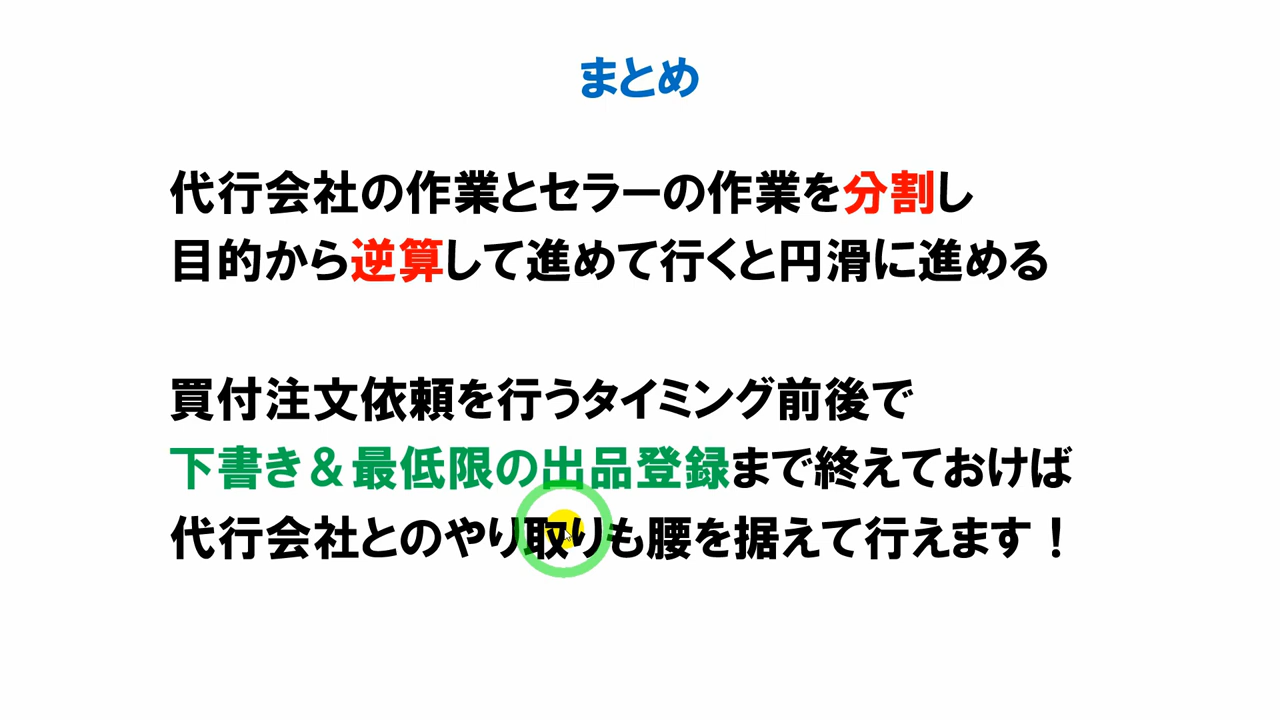 まとめ
代行会社の作業とセラーの作業を分割し
目的から逆算して進めて行くと円滑に進める
買付注文依頼を行うタイミング前後で
下書き＆最低限の出品登録まで終えておけば
代行会社とのやり取りも腰を据えて行えます！